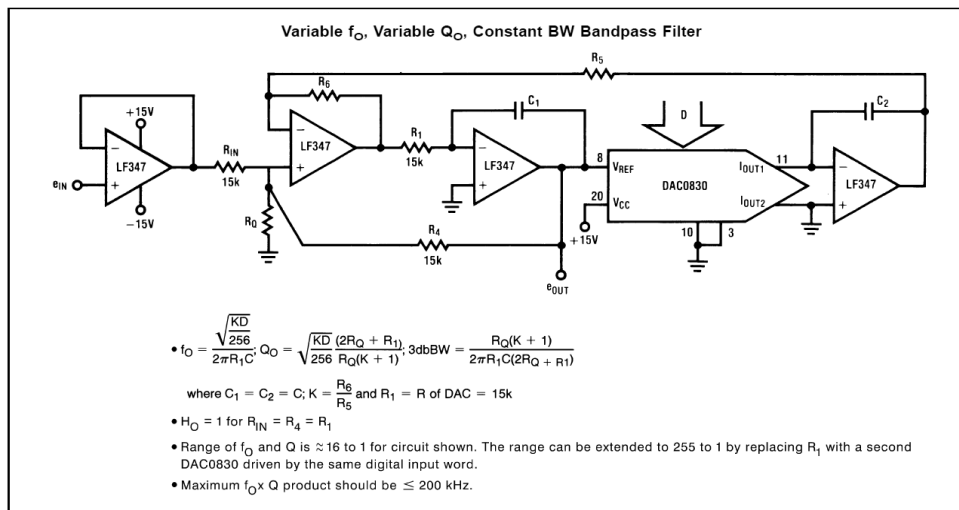 Variable fO, Variable QO, Constant BW Bandpass Filter
R5
R6
C1
C2
+15V
R1
D
LF347
RIN
LF347
15k
LF347
8
VREF
IOUT1
11
LF347
eIN
15k
DAC0830
RQ
20
VCC
IOUT2
−15V
R4
10
3
15k
+15V
eOUT
• fO = √(KD/256) / 2πR1C; QO = √(KD/256) (2RQ + R1) / RQ(K + 1); 3dbBW = RQ(K + 1) / 2πR1C(2RQ + R1)
where C1 = C2 = C; K = R6/R5 and R1 = R of DAC = 15k
• HO = 1 for RIN = R4 = R1
• Range of fO and Q is ≈16 to 1 for circuit shown. The range can be extended to 255 to 1 by replacing R1 with a second
DAC0830 driven by the same digital input word.
• Maximum fO x Q product should be ≤ 200 kHz.